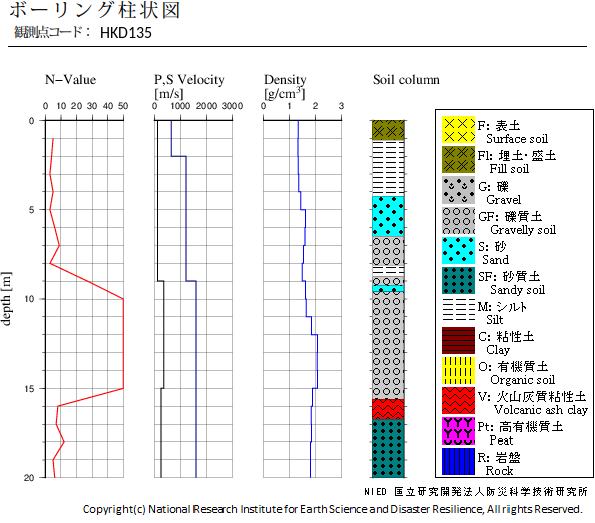 ボーリング柱状図
観測点コード： HKD135
N−Value
P,S Velocity
Density
Soil column
[m/s]
[g/cm3]
0 10 20 30 40 50
0 1000 2000 3000
0 1 2 3
0
5
10
15
20
depth [m]
F: 表土
Surface soil
Fl: 埋土・盛土
Fill soil
G: 礫
Gravel
GF: 礫質土
Gravelly soil
S: 砂
Sand
SF: 砂質土
Sandy soil
M: シルト
Silt
C: 粘性土
Clay
O: 有機質土
Organic soil
V: 火山灰質粘性土
Volcanic ash clay
Pt: 高有機質土
Peat
R: 岩盤
Rock
NIED 国立研究開発法人防災科学技術研究所
Copyright(c) National Research Institute for Earth Science and Disaster Resilience, All rights Reserved.